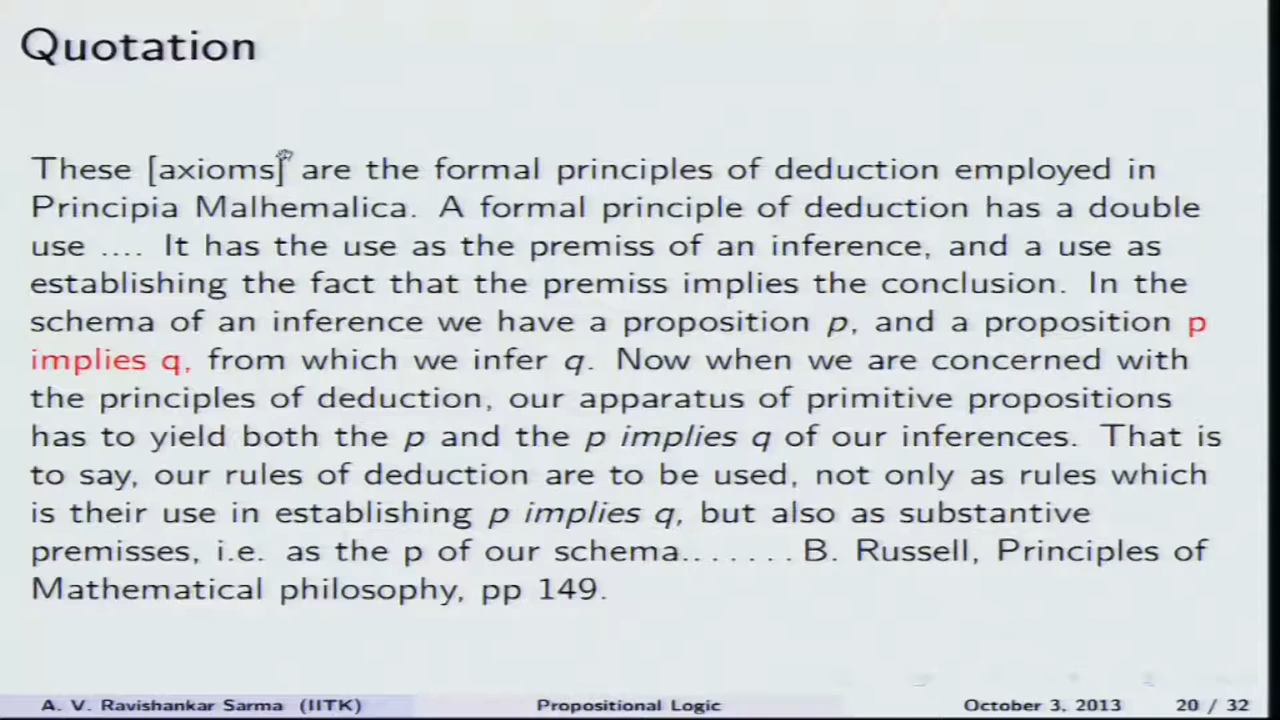 Quotation
These [axioms] are the formal principles of deduction employed in
Principia Malhemalica. A formal principle of deduction has a double
use .... It has the use as the premiss of an inference, and a use as
establishing the fact that the premiss implies the conclusion. In the
schema of an inference we have a proposition p, and a proposition p
implies q, from which we infer q. Now when we are concerned with
the principles of deduction, our apparatus of primitive propositions
has to yield both the p and the p implies q of our inferences. That is
to say, our rules of deduction are to be used, not only as rules which
is their use in establishing p implies q, but also as substantive
premisses, i.e. as the p of our schema....... B. Russell, Principles of
Mathematical philosophy, pp 149.
A. V. Ravishankar Sarma (IITK) Propositional Logic October 3, 2013 20 / 32